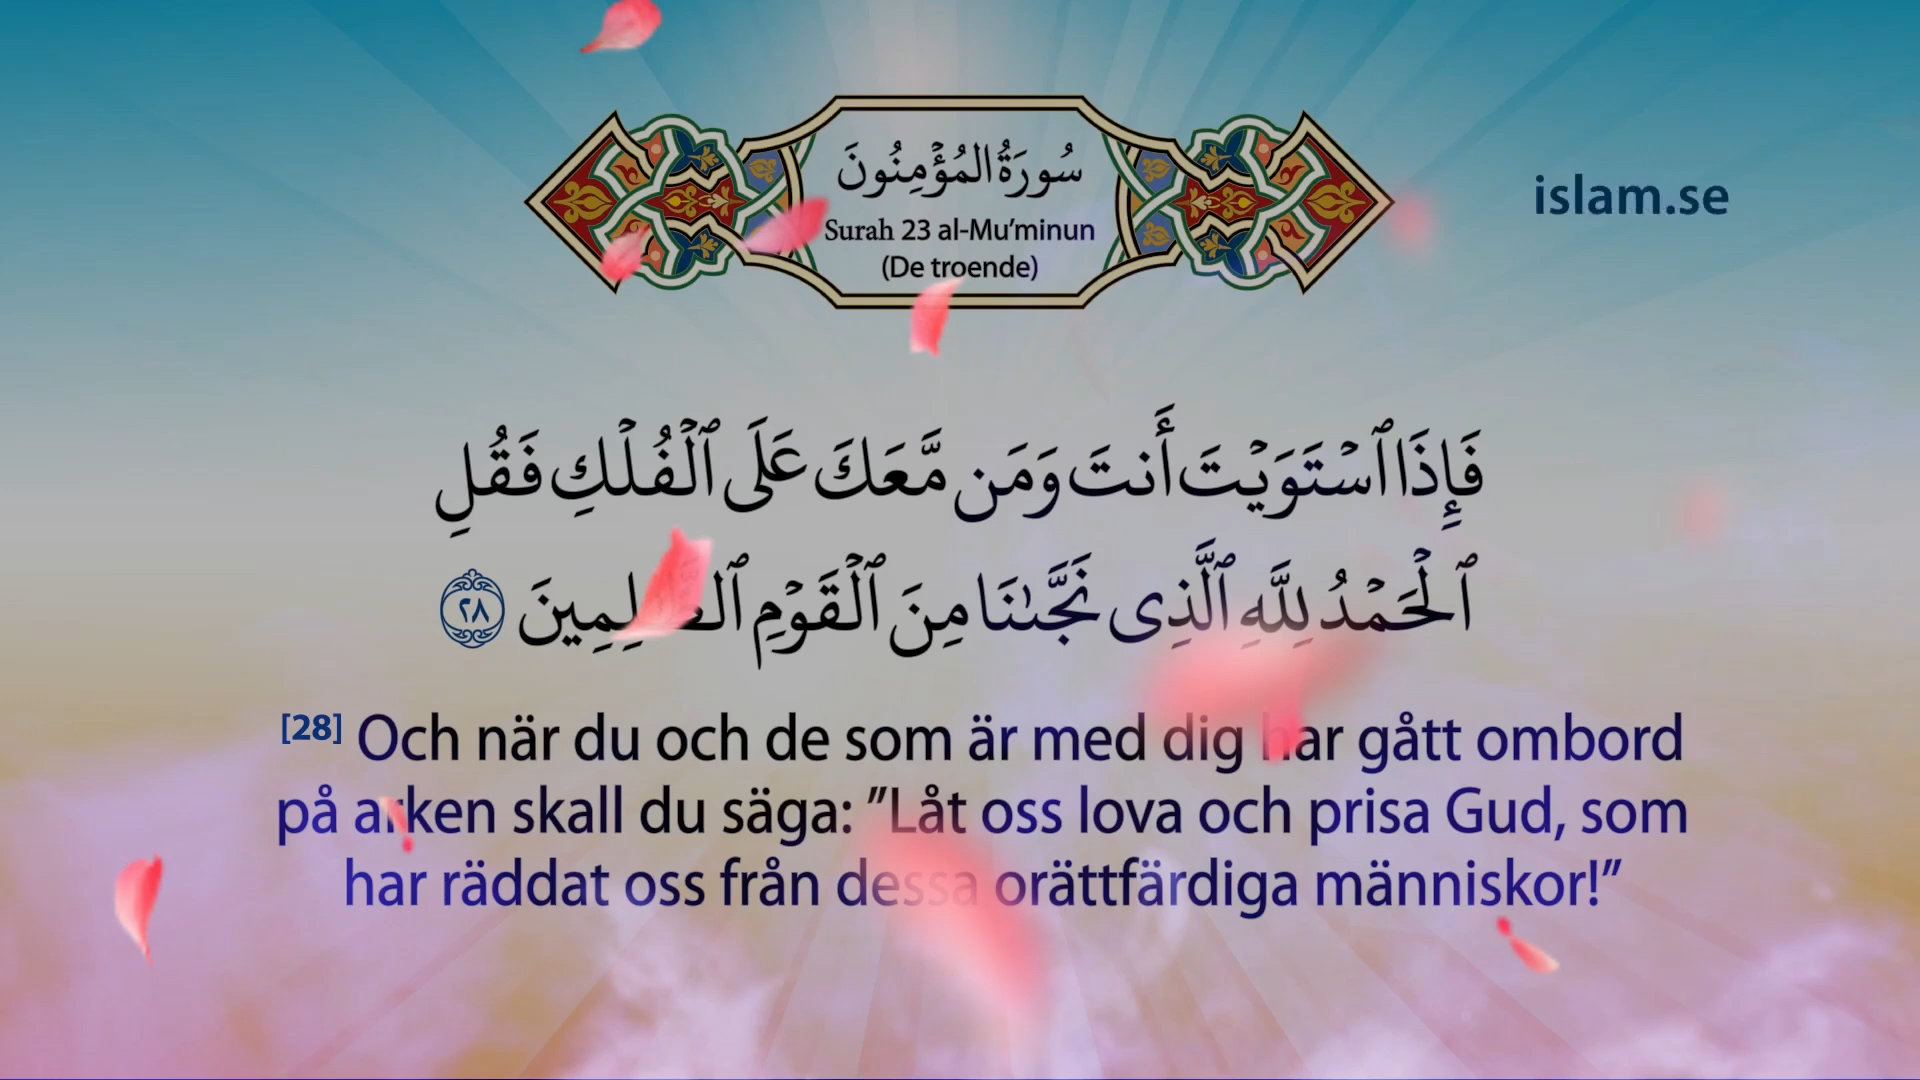 سُورَةُ المُؤْمِنُونَ
Surah 23 al-Mu’minun
(De troende)
islam.se
فَإِذَا ٱسْتَوَيْتَ أَنتَ وَمَن مَّعَكَ عَلَى ٱلْفُلْكِ فَقُلِ
ٱلْحَمْدُ لِلَّهِ ٱلَّذِى نَجَّىٰنَا مِنَ ٱلْقَوْمِ ٱلظَّٰلِمِينَ ٢٨
[28] Och när du och de som är med dig har gått ombord
på arken skall du säga: ”Låt oss lova och prisa Gud, som
har räddat oss från dessa orättfärdiga människor!”